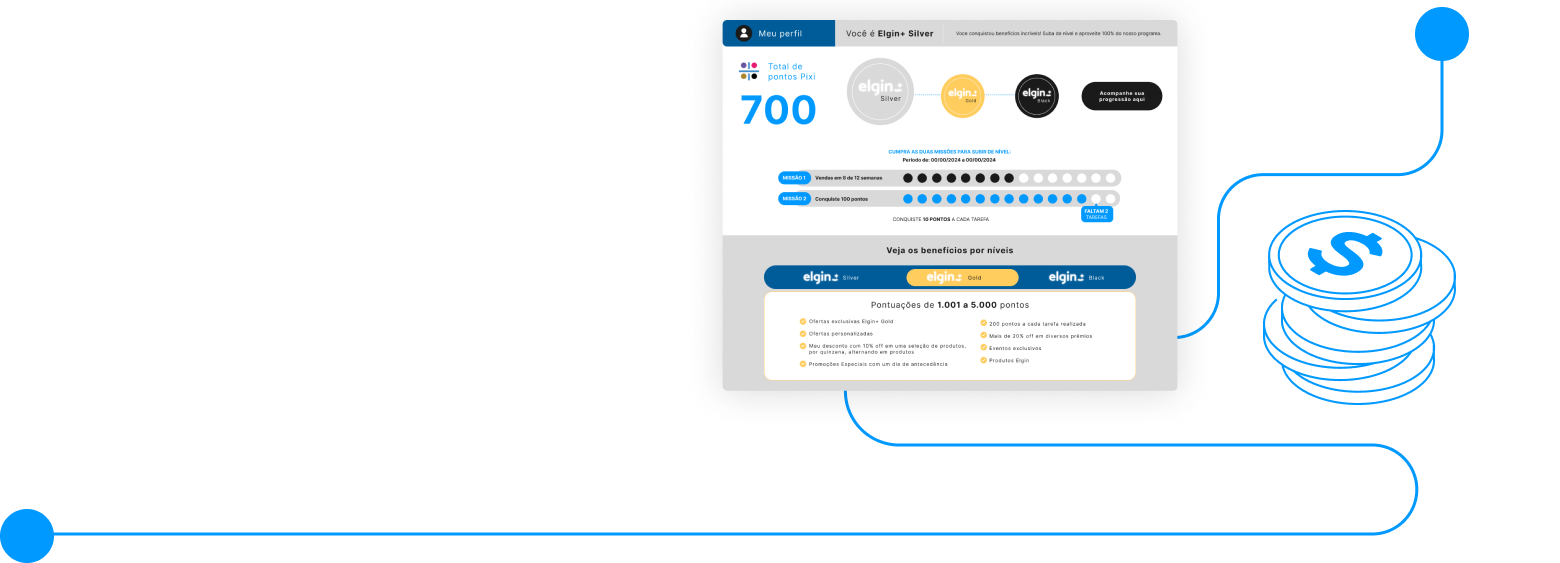 Meu perfil
Você é Elgin+ Silver
Voce conquistou benefícios incríveis! Suba de nível e aproveite 100% do nosso programa.
Total de
pontos Pixi
700
elgin+
Silver
elgin+
Gold
elgin+
Black
Acompanhe sua
progressão aqui
CUMPRA AS DUAS MISSÕES PARA SUBIR DE NÍVEL:
Período de: 00/00/2024 a 00/00/2024
MISSÃO 1 Vendas em 8 de 12 semanas
MISSÃO 2 Conquiste 100 pontos
FALTAM 2
TAREFAS
CONQUISTE 10 PONTOS A CADA TAREFA
Veja os benefícios por níveis
elgin+ Silver
elgin+ Gold
elgin+ Black
Pontuações de 1.001 a 5.000 pontos
Ofertas exclusivas Elgin+ Gold
Ofertas personalizadas
Meu desconto com 10% off em uma seleção de produtos,
por quinzena, alternando em produtos
Promoções Especiais com um dia de antecedência
200 pontos a cada tarefa realizada
Mais de 20% off em diversos prêmios
Eventos exclusivos
Produtos Elgin
$